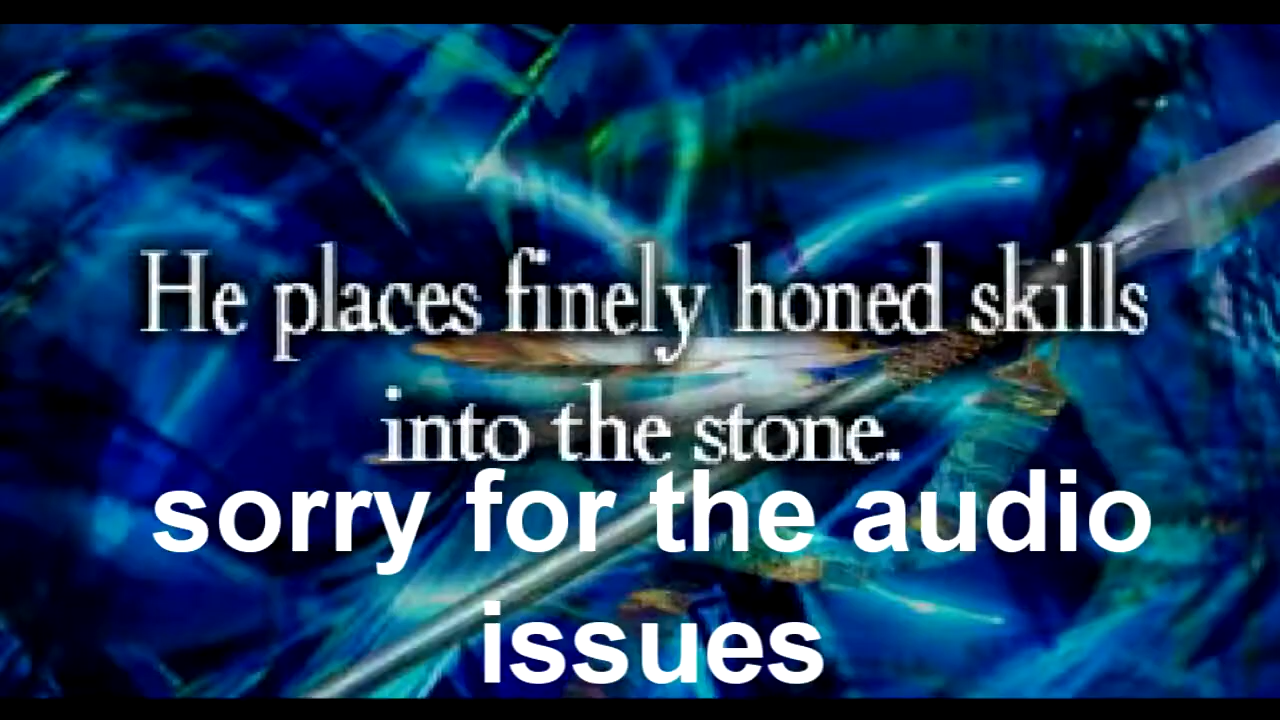 He places finely honed skills
into the stone.
sorry for the audio
issues